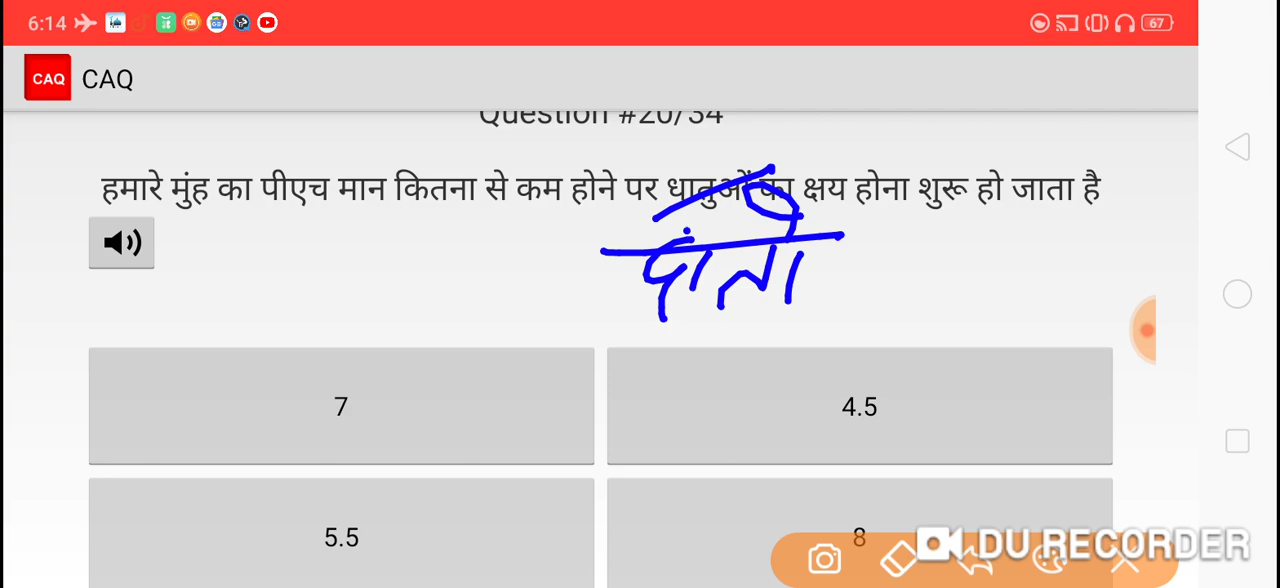 6:14 67
CAQ CAQ
Question #20/34
हमारे मुंह का पीएच मान कितना से कम होने पर धातुओं का क्षय होना शुरू हो जाता है
दांतो
7 4.5
5.5 8
DU RECORDER